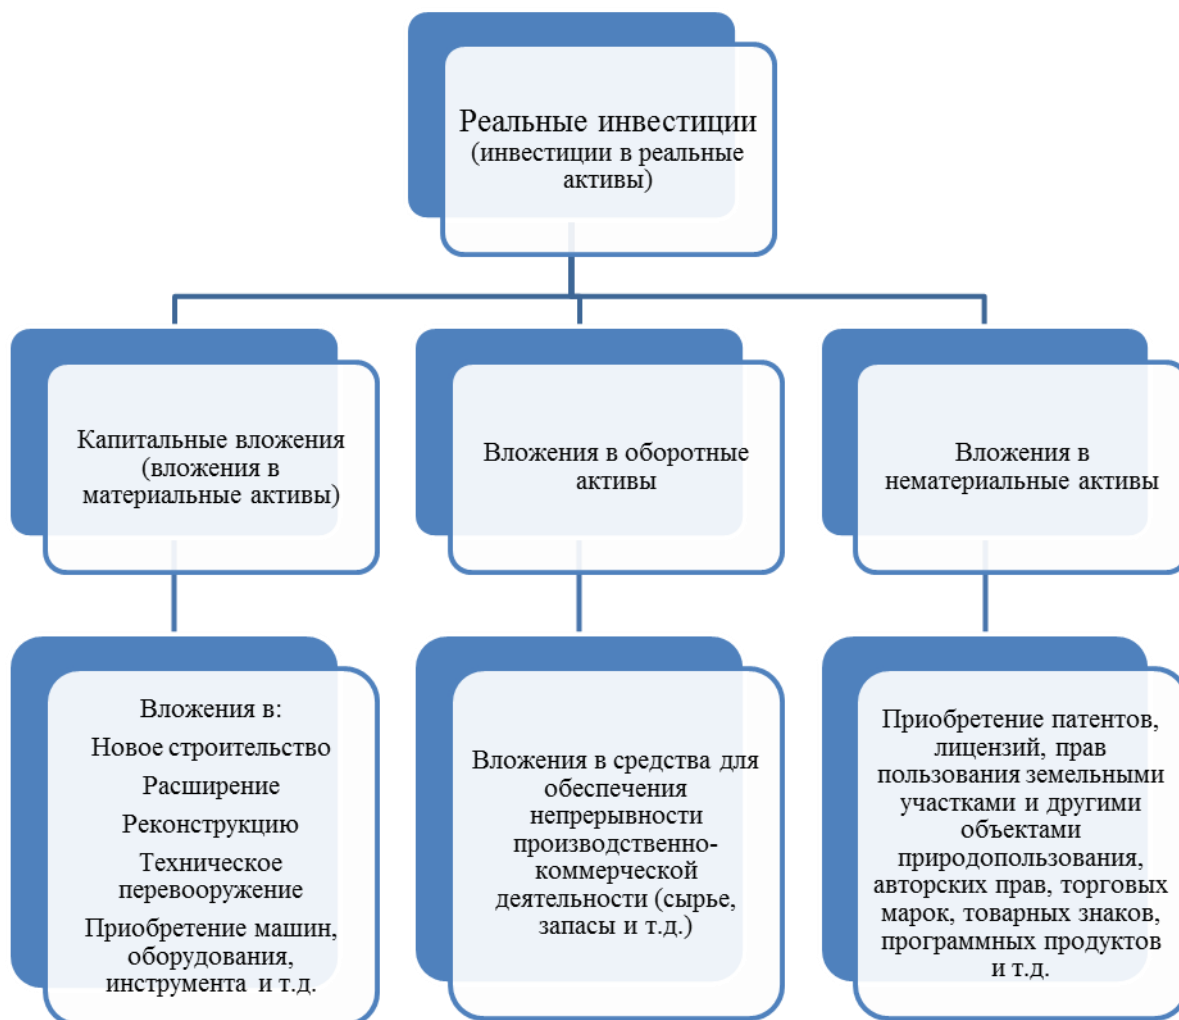 Реальные инвестиции
(инвестиции в реальные
активы)
Капитальные вложения
(вложения в
материальные активы)
Вложения в оборотные
активы
Вложения в
нематериальные активы
Вложения в:
Новое строительство
Расширение
Реконструкцию
Техническое
перевооружение
Приобретение машин,
оборудования,
инструмента и т.д.
Вложения в средства для
обеспечения
непрерывности
производственно-
коммерческой
деятельности (сырье,
запасы и т.д.)
Приобретение патентов,
лицензий, прав
пользования земельными
участками и другими
объектами
природопользования,
авторских прав, торговых
марок, товарных знаков,
программных продуктов
и т.д.